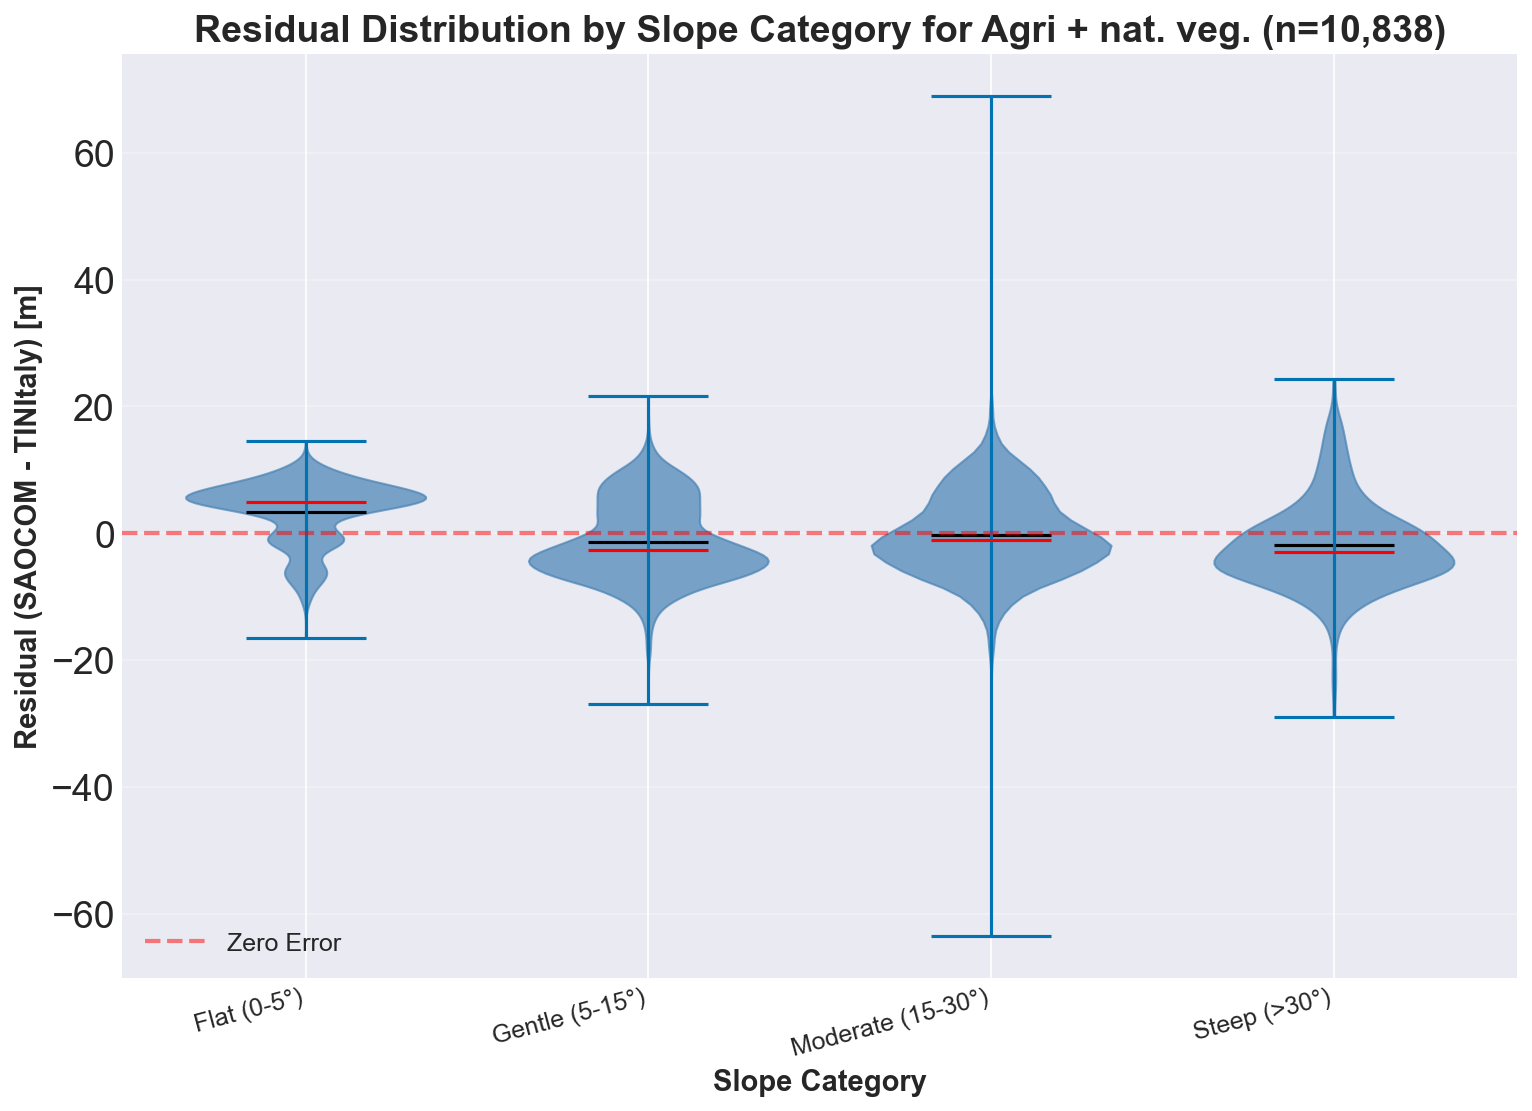 Residual Distribution by Slope Category for Agri + nat. veg. (n=10,838)
Residual (SAOCOM - TINItaly) [m]
60
40
20
0
−20
−40
−60
Zero Error
Flat (0-5°)
Gentle (5-15°)
Moderate (15-30°)
Steep (>30°)
Slope Category